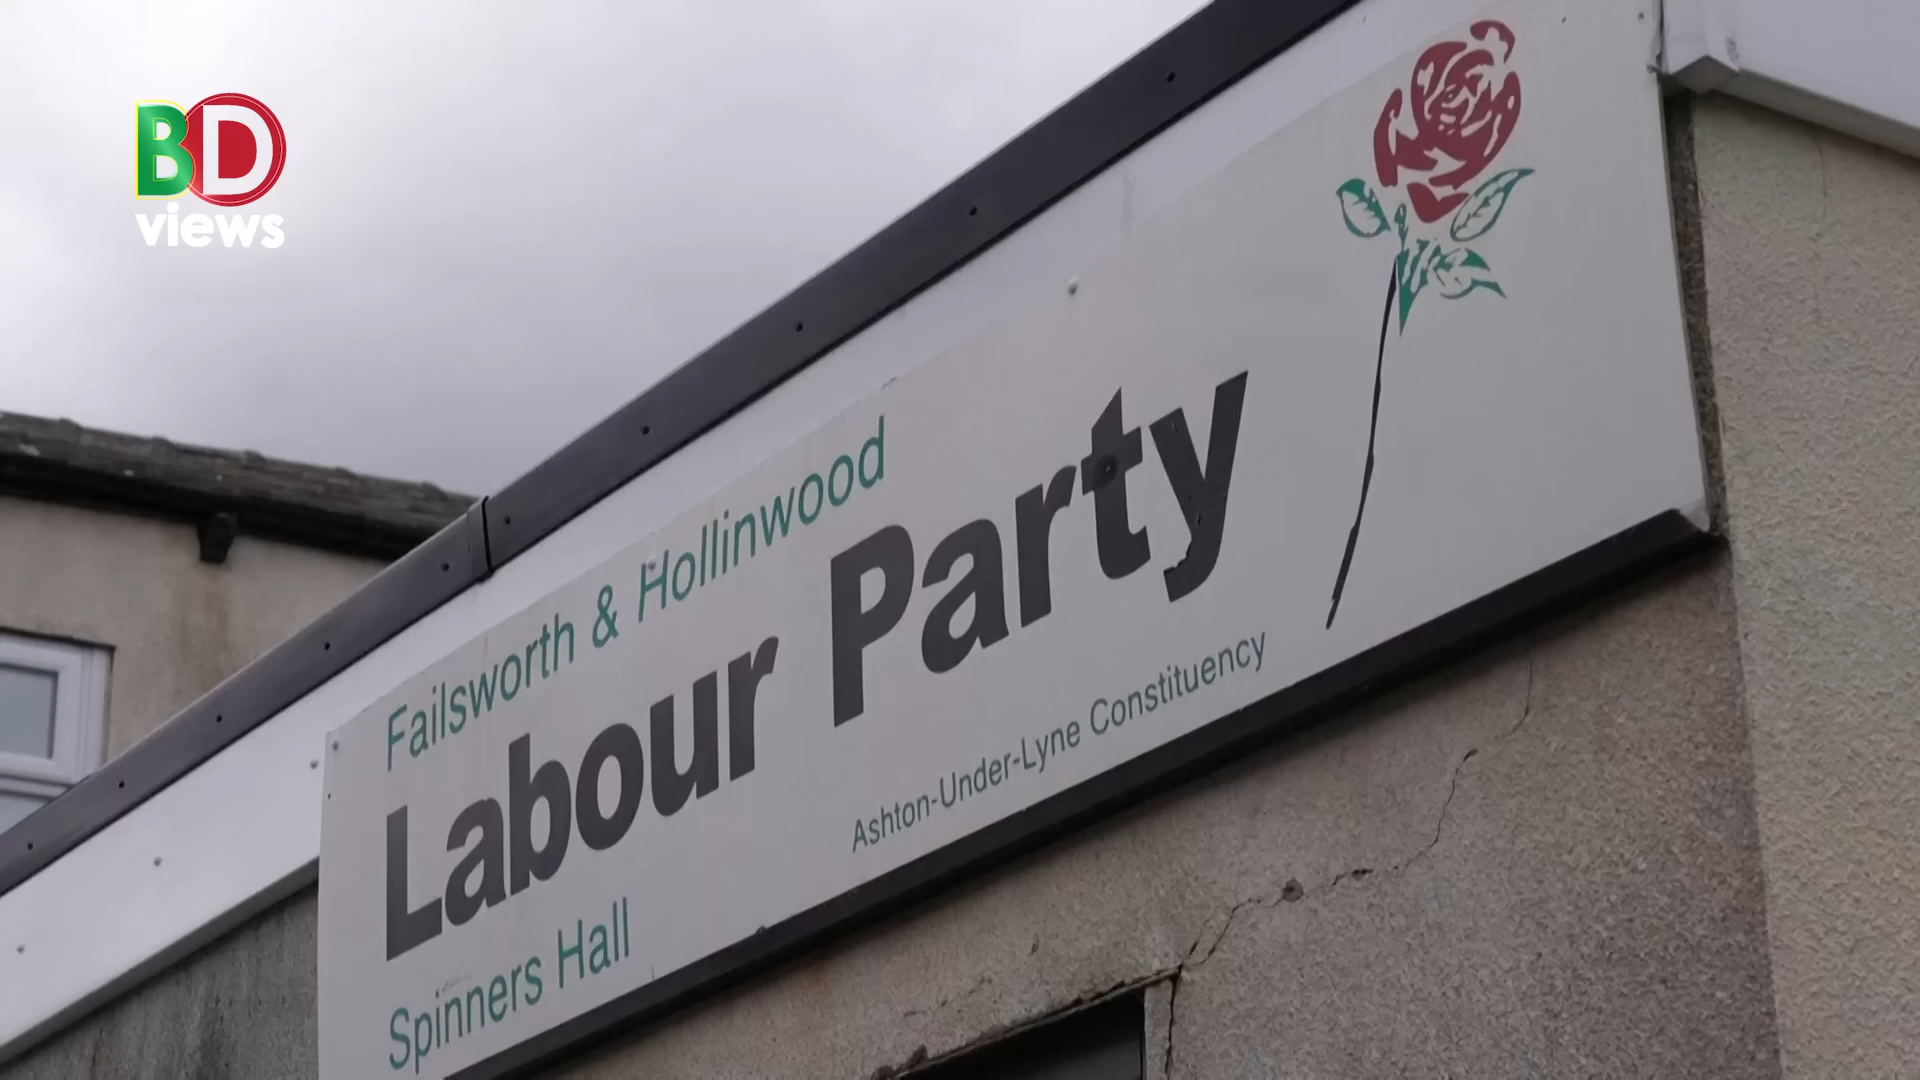 BD
views
Failsworth & Hollinwood
Labour Party
Ashton-Under-Lyne Constituency
Spinners Hall